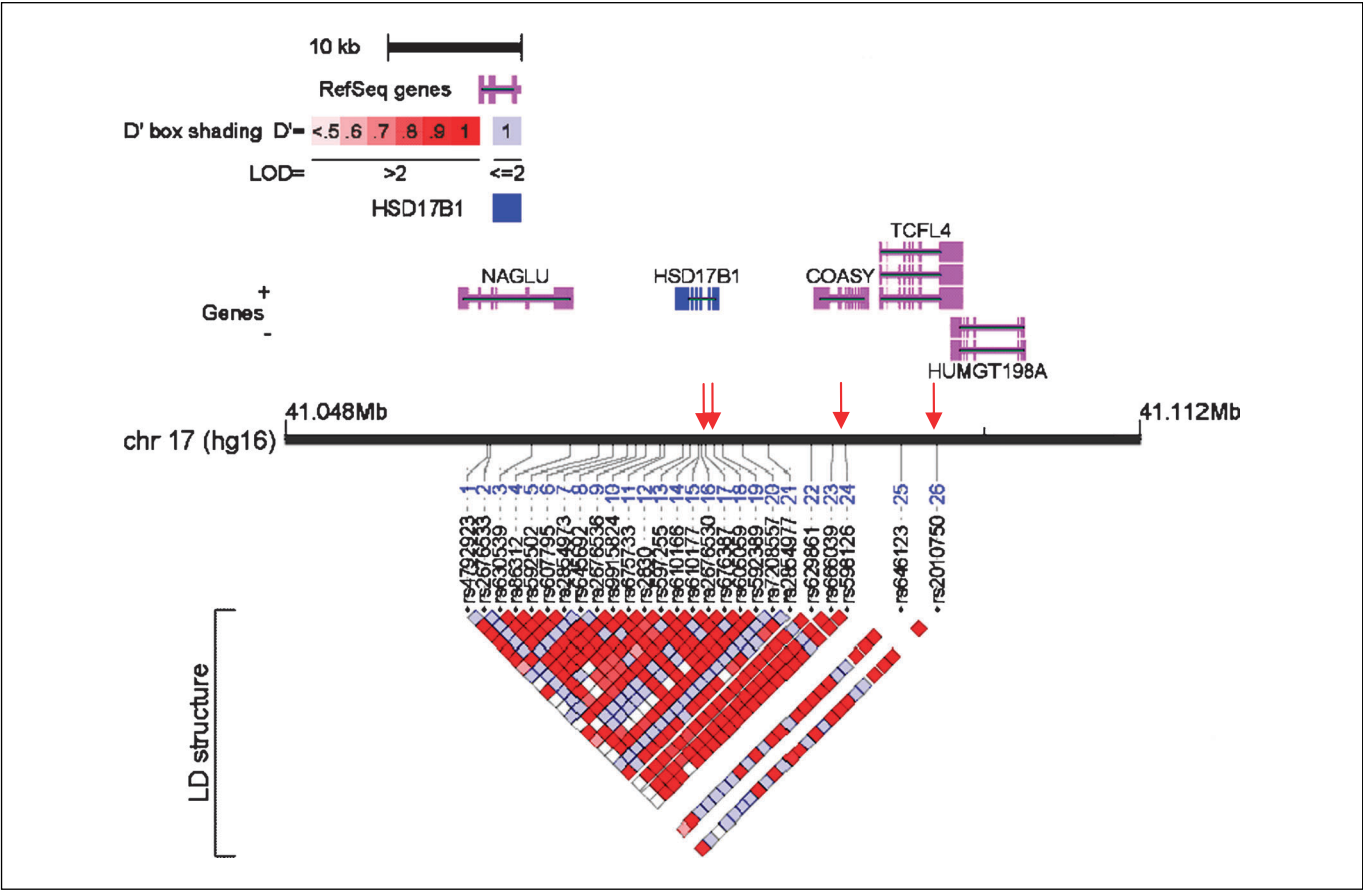 10 kb
RefSeq genes
D' box shading D'= <.5 .6 .7 .8 .9 1 1
LOD= >2 <=2
HSD17B1
TCFL4
NAGLU HSD17B1 COASY
+
Genes
-
HUMGT198A
41.048Mb 41.112Mb
chr 17 (hg16)
1 rs4792923
2 rs2676533
3 rs630539
4 rs86312
5 rs592502
6 rs607795
7 rs2854973
8 rs645692
9 rs2676536
10 rs9915824
11 rs675733
12 rs2830
13 rs597255
14 rs610166
15 rs610177
16 rs2676530
17 rs676387
18 rs605059
19 rs592389
20 rs7208557
21 rs2854977
22 rs629861
23 rs666039
24 rs598126
25 rs646123
26 rs2010750
LD structure